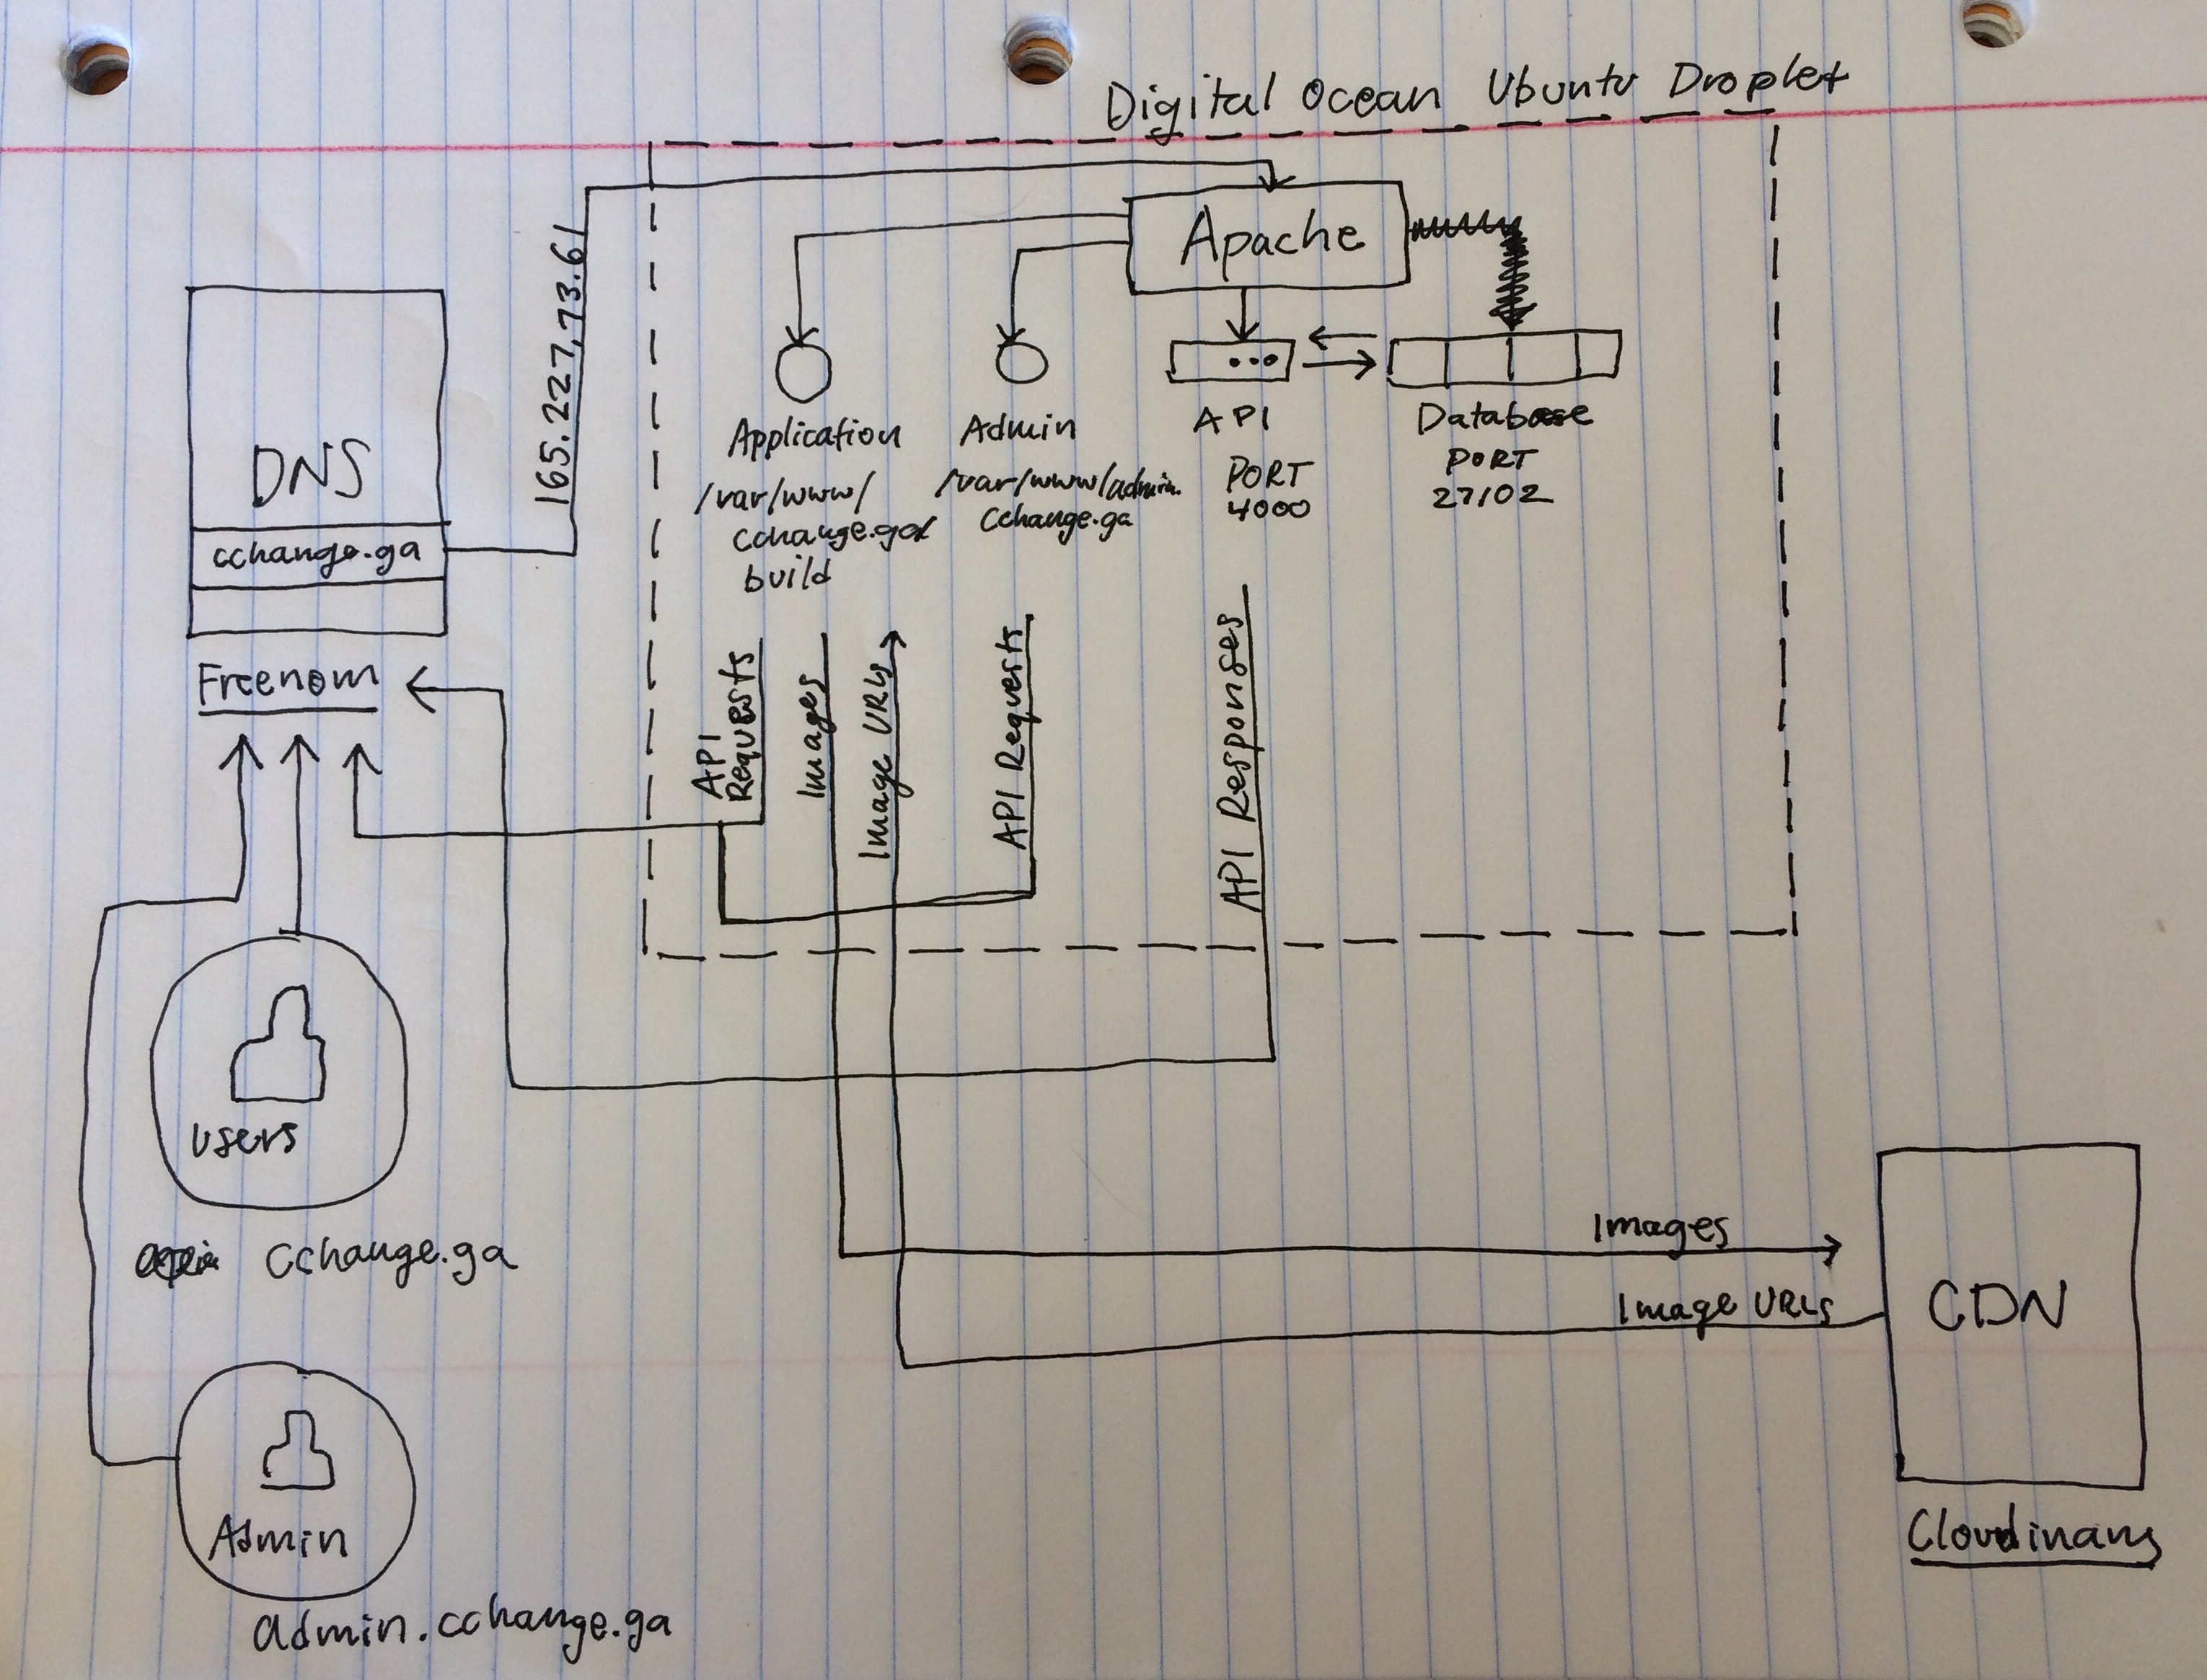 Digital Ocean Ubuntu Droplet
Apache
165.227.73.61
DNS
cchange.ga
Freenom
Application
/var/www/
cchange.ga/
build
Admin
/var/www/admin.
cchange.ga
API
PORT
4000
Database
PORT
27102
API
Requests
Images
Image URLs
API Requests
API Responses
Users
cchange.ga
Admin
admin.cchange.ga
Images
Image URLs
CDN
Cloudinary